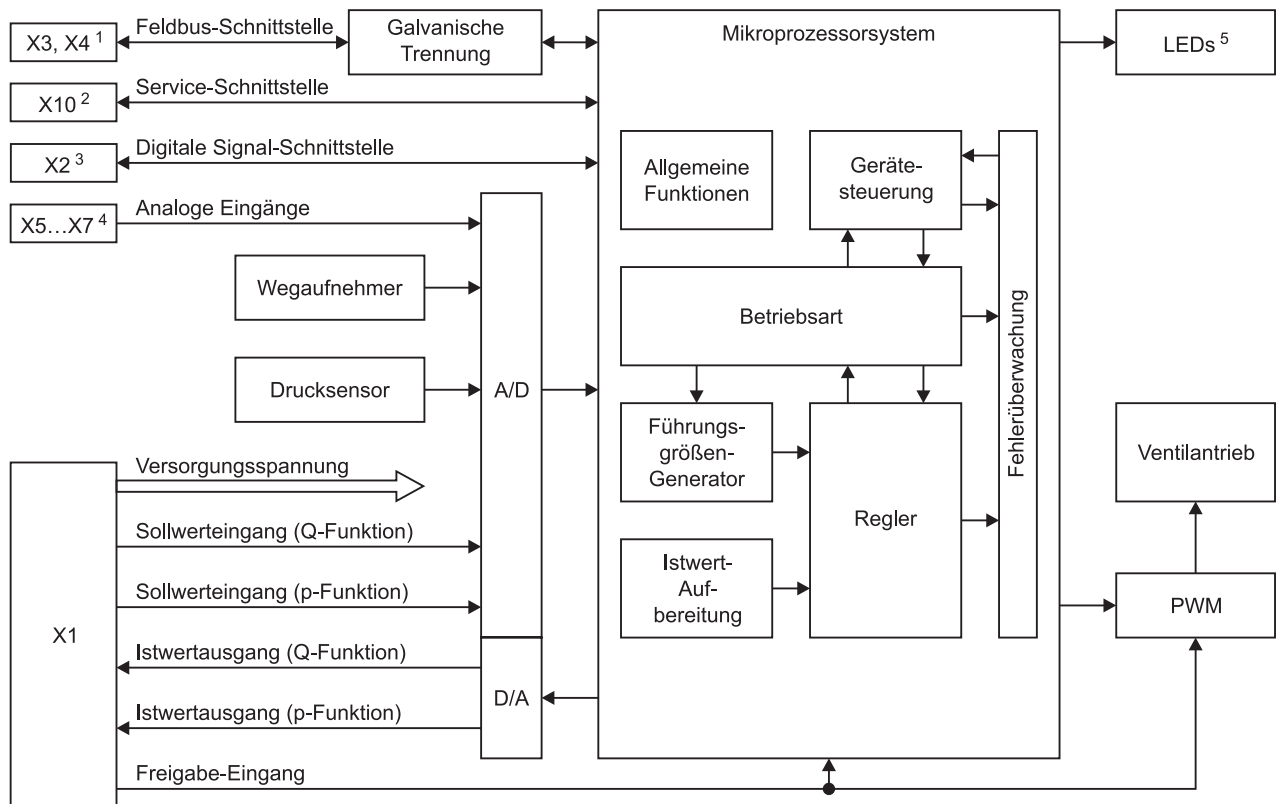 X3, X4 1
Feldbus-Schnittstelle
Galvanische
Trennung
Mikroprozessorsystem
LEDs 5
X10 2
Service-Schnittstelle
X2 3
Digitale Signal-Schnittstelle
X5…X7 4
Analoge Eingänge
Allgemeine
Funktionen
Geräte-
steuerung
Wegaufnehmer
Betriebsart
Fehlerüberwachung
Drucksensor
A/D
Führungs-
größen-
Generator
Regler
Ventilantrieb
Versorgungsspannung
Sollwerteingang (Q-Funktion)
Sollwerteingang (p-Funktion)
Istwert-
Auf-
bereitung
PWM
X1
Istwertausgang (Q-Funktion)
D/A
Istwertausgang (p-Funktion)
Freigabe-Eingang